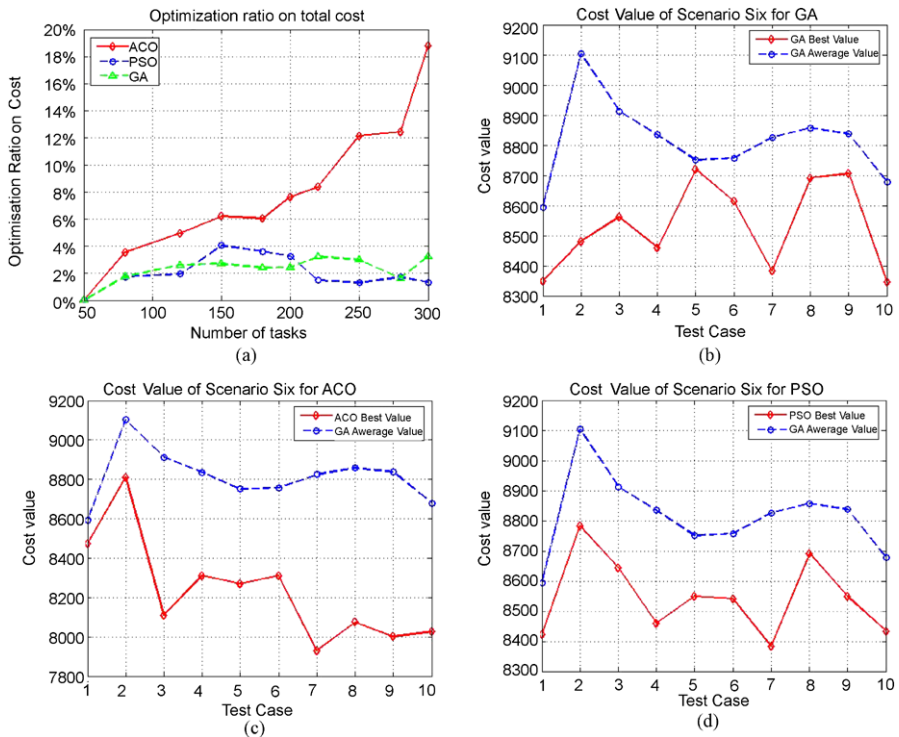 Optimization ratio on total cost
20%
18%
16%
14%
12%
10%
8%
6%
4%
2%
0%
Optimisation Ratio On Cost
ACO
PSO
GA
50 100 150 200 250 300
Number of tasks
(a)
Cost Value of Scenario Six for GA
9200
9100
9000
8900
8800
8700
8600
8500
8400
8300
Cost value
GA Best Value
GA Average Value
1 2 3 4 5 6 7 8 9 10
Test Case
(b)
Cost Value of Scenario Six for ACO
9200
9000
8800
8600
8400
8200
8000
7800
Cost value
ACO Best Value
GA Average Value
1 2 3 4 5 6 7 8 9 10
Test Case
(c)
Cost Value of Scenario Six for PSO
9200
9100
9000
8900
8800
8700
8600
8500
8400
8300
Cost value
PSO Best Value
GA Average Value
1 2 3 4 5 6 7 8 9 10
Test Case
(d)